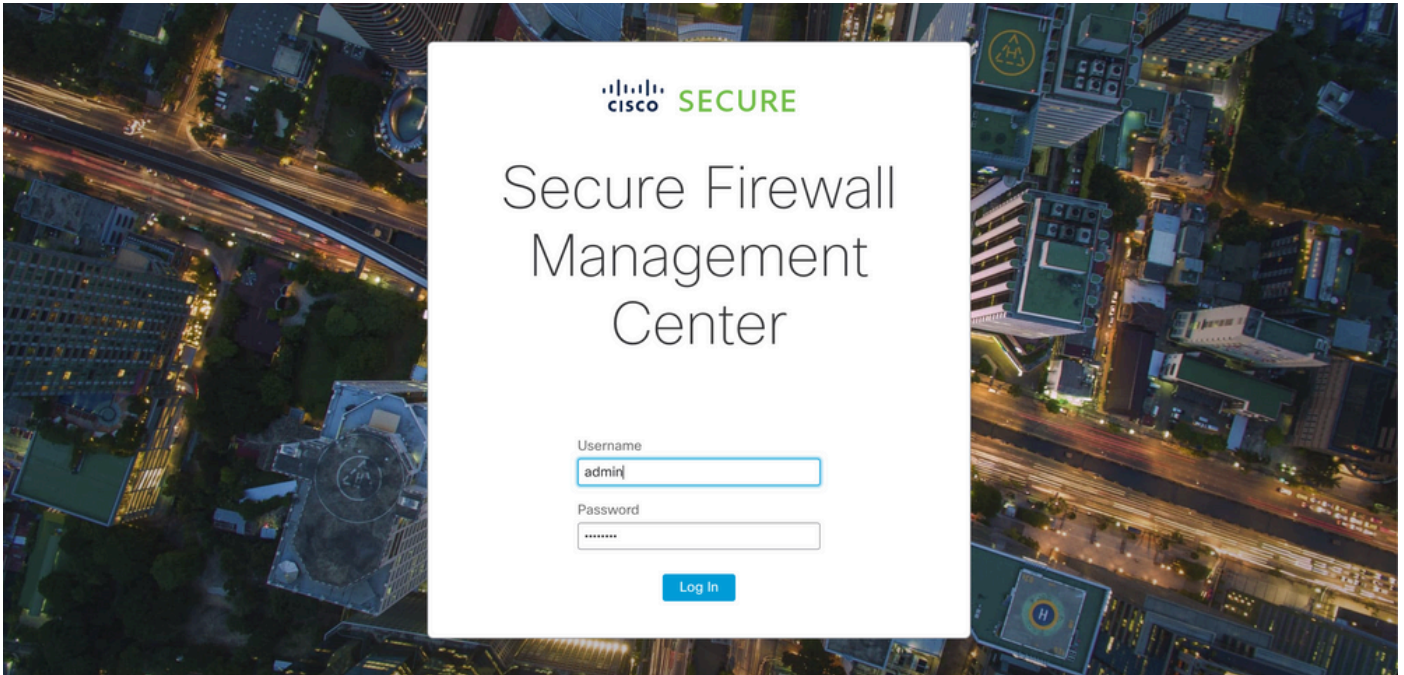 CISCO SECURE
Secure Firewall
Management
Center
Username
admin
Password
········
Log In
H